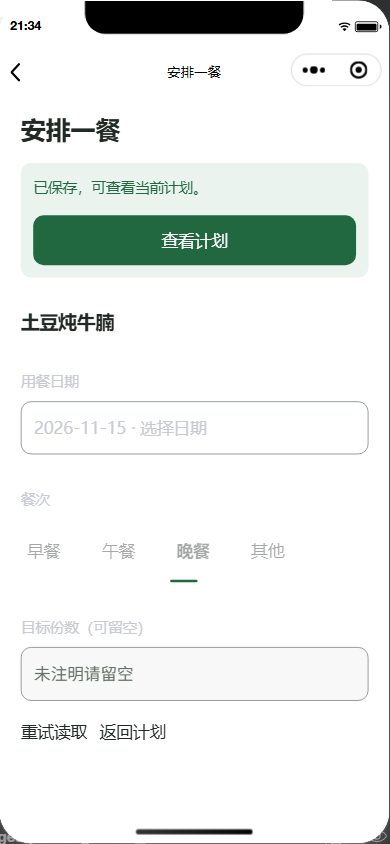 21:34
安排一餐
安排一餐
已保存，可查看当前计划。
查看计划
土豆炖牛腩
用餐日期
2026-11-15 · 选择日期
餐次
早餐 午餐 晚餐 其他
目标份数（可留空）
未注明请留空
重试读取 返回计划